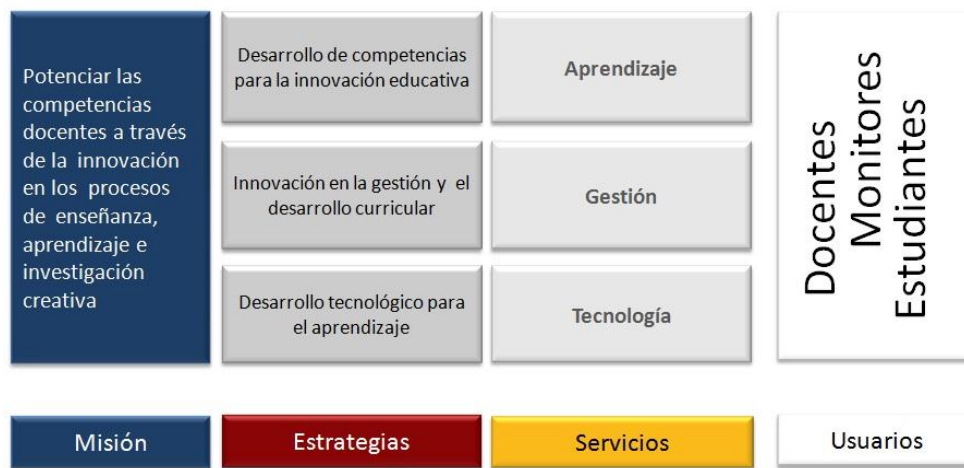 Potenciar las
competencias
docentes a través
de la innovación
en los procesos
de enseñanza,
aprendizaje e
investigación
creativa
Desarrollo de competencias
para la innovación educativa
Aprendizaje
Innovación en la gestión y el
desarrollo curricular
Gestión
Desarrollo tecnológico para
el aprendizaje
Tecnología
Docentes
Monitores
Estudiantes
Misión
Estrategias
Servicios
Usuarios